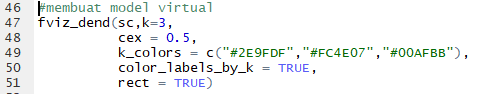 46 #membuat model virtual
47 fviz_dend(sc,k=3,
48 cex = 0.5,
49 k_colors = c("#2E9FDF","#FC4E07","#00AFBB"),
50 color_labels_by_k = TRUE,
51 rect = TRUE)